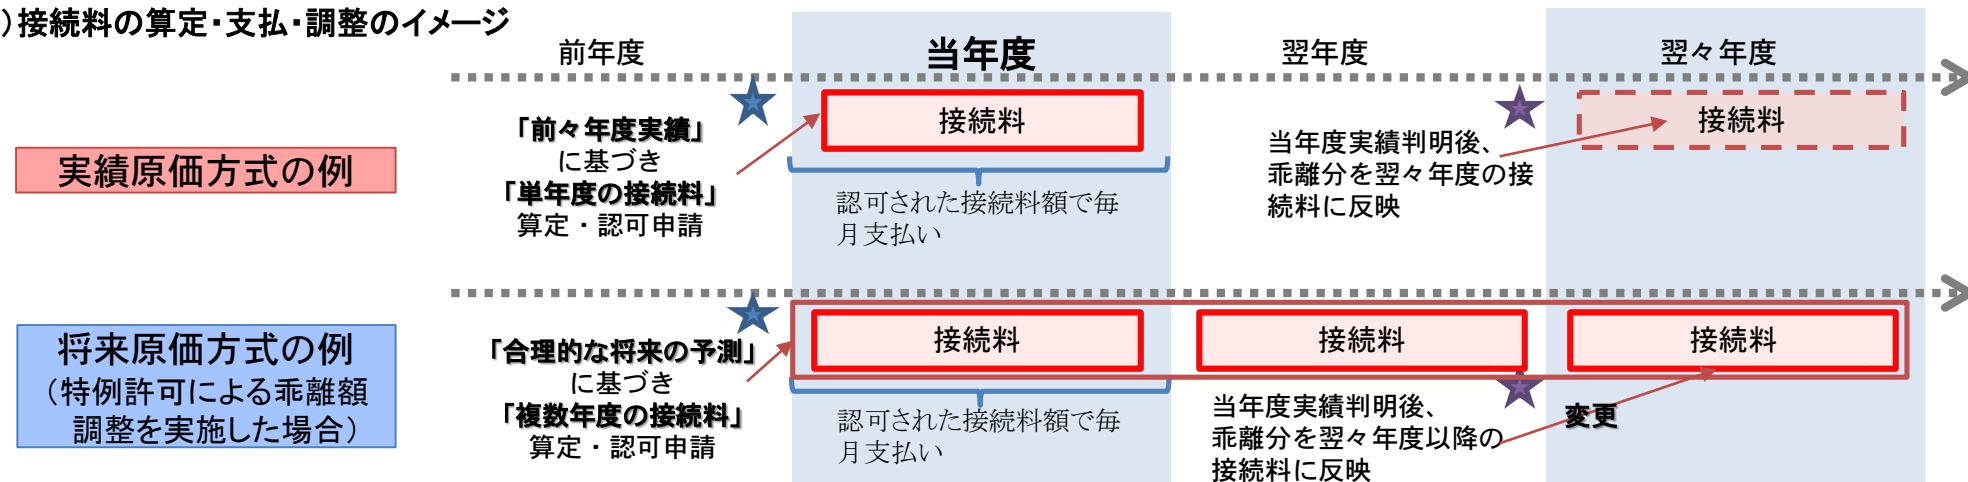 ）接続料の算定・支払・調整のイメージ
前年度
当年度
翌年度
翌々年度
実績原価方式の例
「前々年度実績」
に基づき
「単年度の接続料」
算定・認可申請
接続料
認可された接続料額で毎
月支払い
当年度実績判明後、
乖離分を翌々年度の接
続料に反映
接続料
将来原価方式の例
（特例許可による乖離額
調整を実施した場合）
「合理的な将来の予測」
に基づき
「複数年度の接続料」
算定・認可申請
接続料
接続料
接続料
認可された接続料額で毎
月支払い
当年度実績判明後、
乖離分を翌々年度以降の
接続料に反映
変更